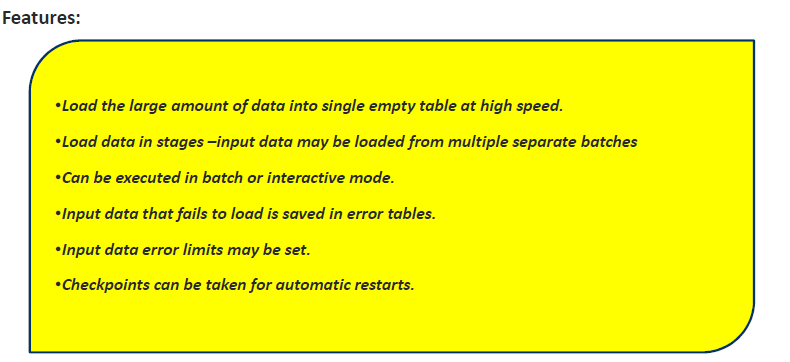 Features:
•Load the large amount of data into single empty table at high speed.
•Load data in stages –input data may be loaded from multiple separate batches
•Can be executed in batch or interactive mode.
•Input data that fails to load is saved in error tables.
•Input data error limits may be set.
•Checkpoints can be taken for automatic restarts.